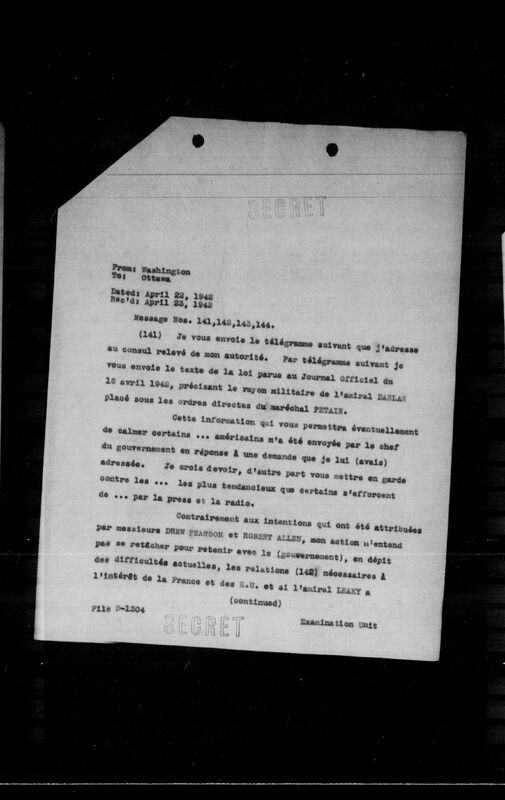 SECRET
From: Washington
To: Ottawa
Dated: April 22, 1942
Rec'd: April 23, 1942
Message Nos. 141,142,143,144.
(141) Je vous envoie le télégramme suivant que j'adresse
au consul relevé de mon autorité. Par télégramme suivant je
vous envoie le texte de la loi parue au Journal Officiel du
16 avril 1942, précisant le rayon militaire de l'amiral DARLAN
placé sous les ordres directes du maréchal PETAIN.
Cette information qui vous permettra éventuellement
de calmer certains ... américains m'a été envoyée par le chef
du gouvernement en réponse à une demande que je lui (avais)
adressée. Je crois devoir, d'autre part vous mettre en garde
contre les ... les plus tendancieux que certains s'efforcent
de ... par la press et la radio.
Contrairement aux intentions qui ont été attribuées
par messieurs DREW PEARSON et ROBERT ALLEN, mon action n'entend
pas se retâcher pour retenir avec le (gouvernement), en dépit
des difficultés actuelles, les relations (142) nécessaires à
l'intérêt de la France et des E.U. et si l'amiral LEAHY a
(continued)
File D-1304
SECRET
Examination Unit